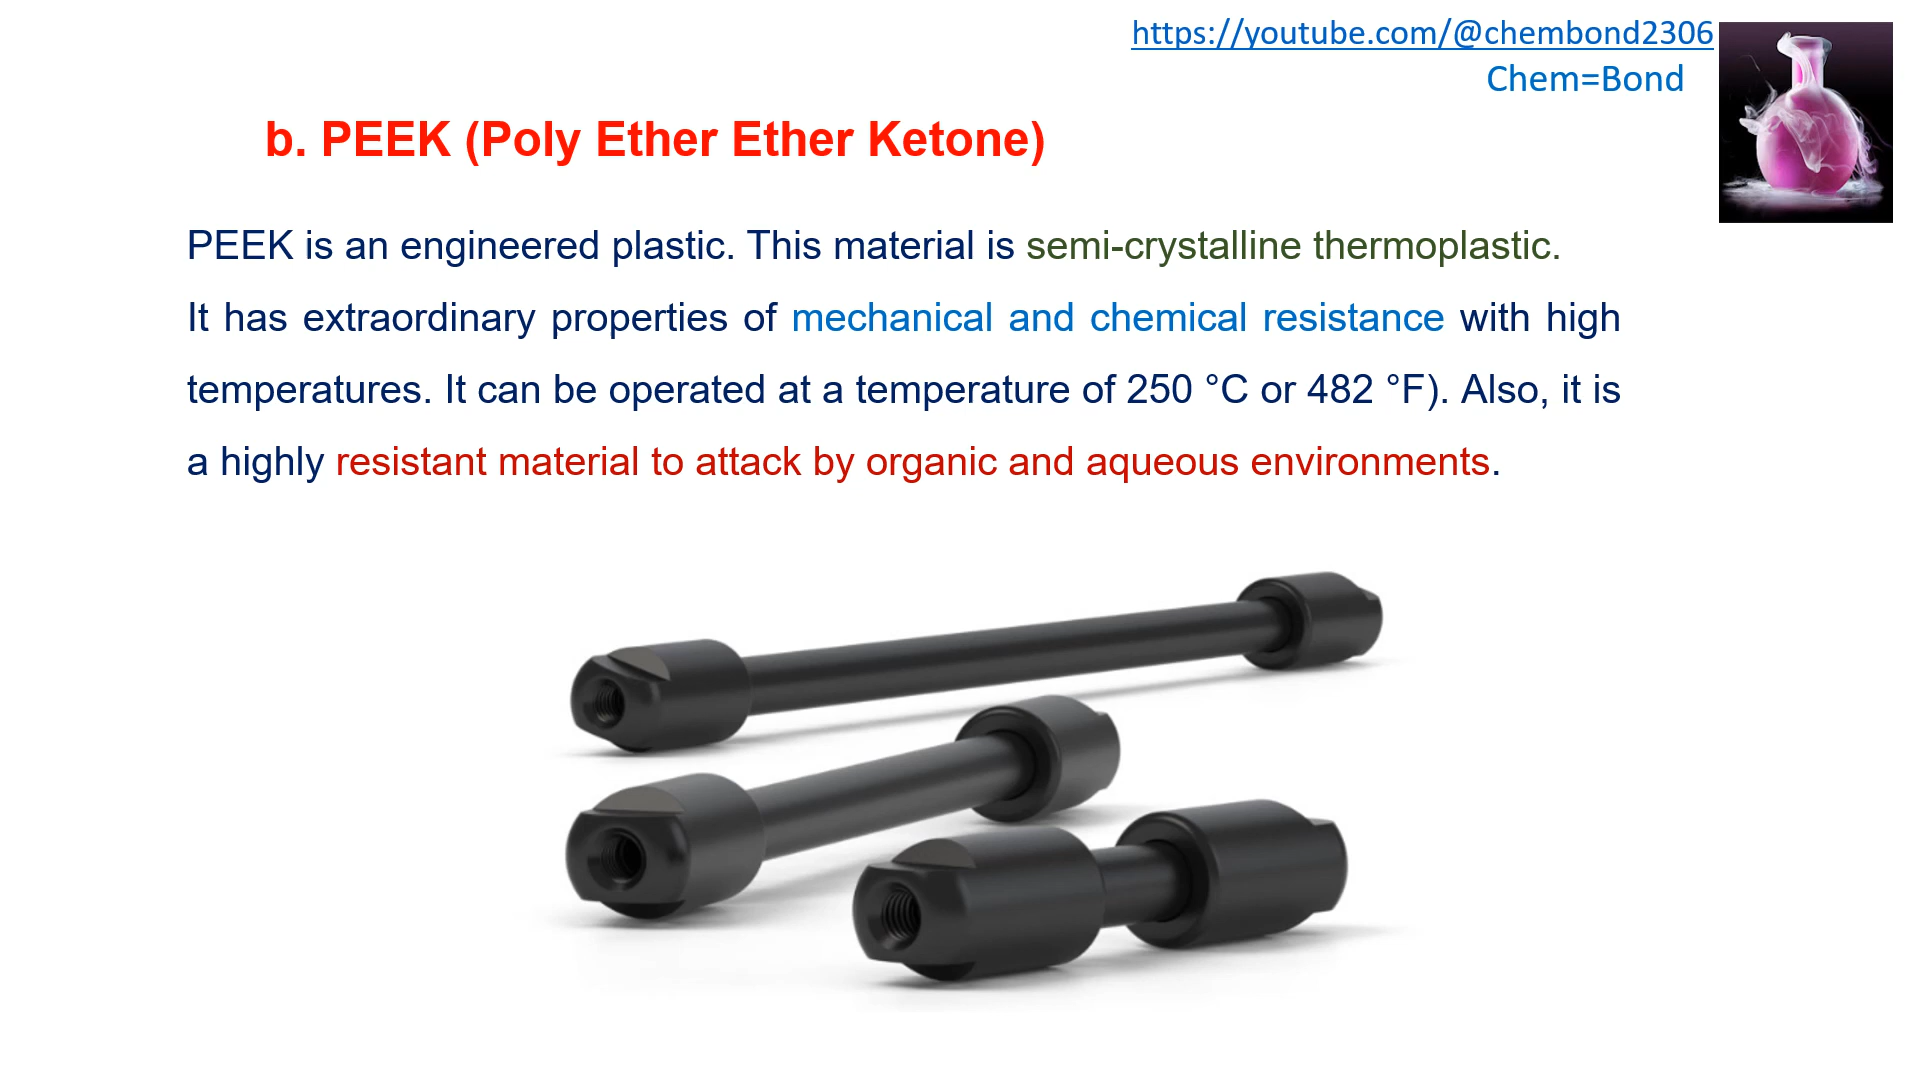 https://youtube.com/@chembond2306
Chem=Bond
b. PEEK (Poly Ether Ether Ketone)
PEEK is an engineered plastic. This material is semi-crystalline thermoplastic.
It has extraordinary properties of mechanical and chemical resistance with high
temperatures. It can be operated at a temperature of 250 °C or 482 °F). Also, it is
a highly resistant material to attack by organic and aqueous environments.